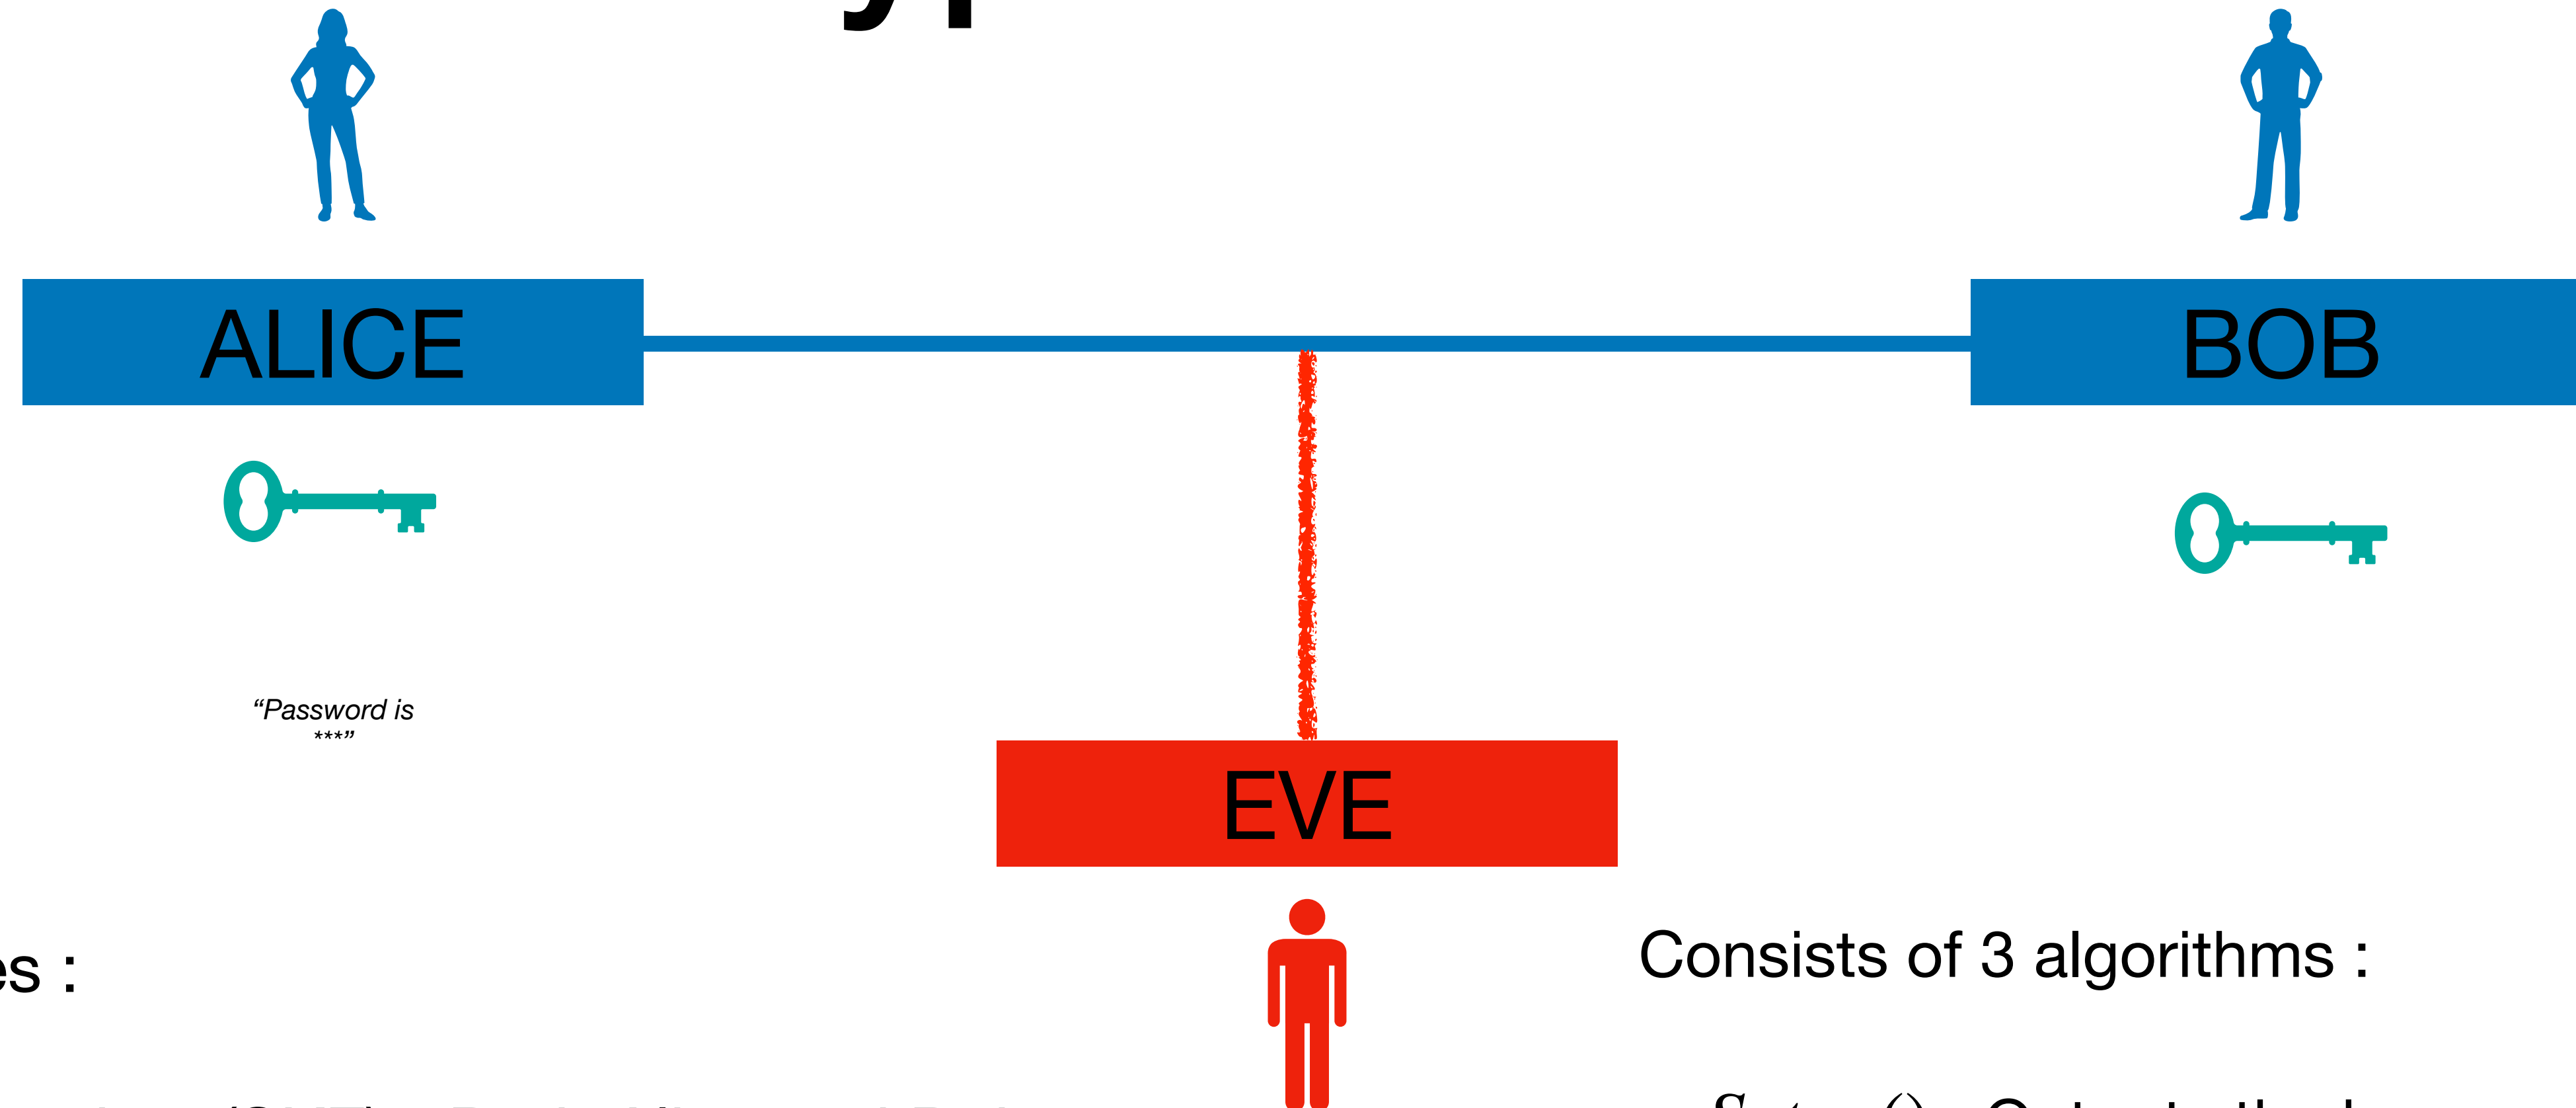 ALICE
BOB
“Password is
***”
EVE
es :
Consists of 3 algorithms :